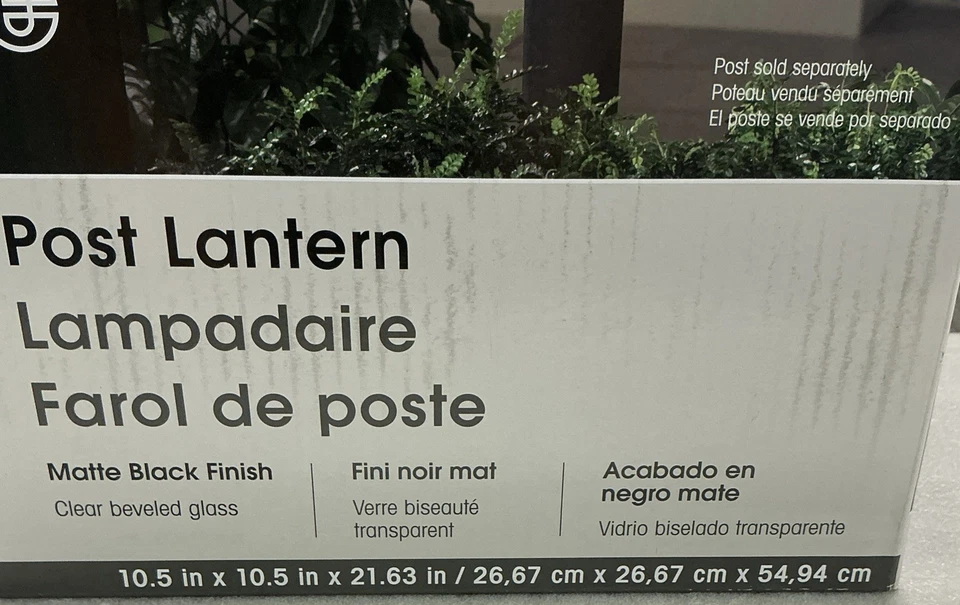 Post sold separately
Poteau vendu séparément
El poste se vende por separado
Post Lantern
Lampadaire
Farol de poste
Matte Black Finish
Clear beveled glass
Fini noir mat
Verre biseauté
transparent
Acabado en
negro mate
Vidrio biselado transparente
10.5 in x 10.5 in x 21.63 in / 26,67 cm x 26,67 cm x 54,94 cm